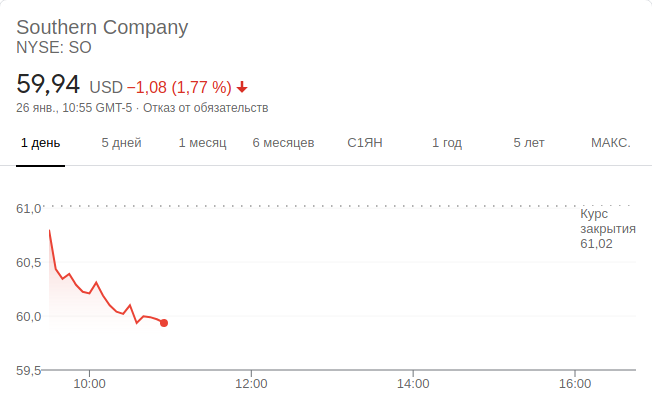 Southern Company
NYSE: SO
59,94 USD −1,08 (1,77 %)
26 янв., 10:55 GMT-5 · Отказ от обязательств
1 день 5 дней 1 месяц 6 месяцев С1ЯН 1 год 5 лет МАКС.
61,0
Курс
закрытия
61,02
60,5
60,0
59,5
10:00 12:00 14:00 16:00